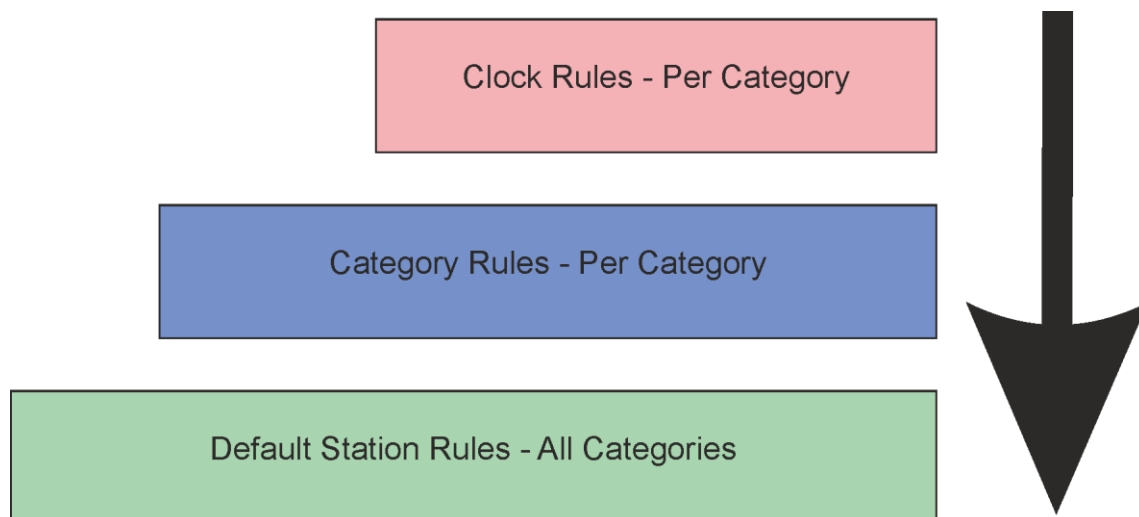 Clock Rules - Per Category
Category Rules - Per Category
Default Station Rules - All Categories